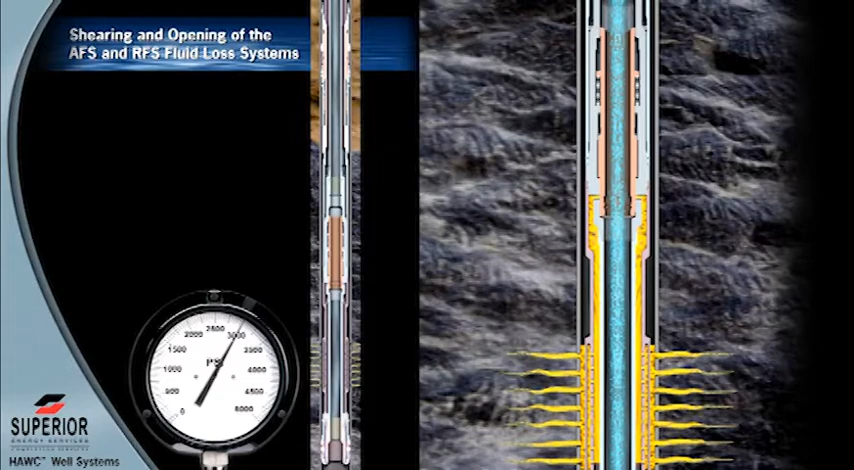 Shearing and Opening of the
AFS and RFS Fluid Loss Systems
2500
2000
3000
1500
PSI
3500
1000
4000
500
4500
0
5000
SUPERIOR
ENERGY SERVICES
COMPLETION SERVICES
HAWC™ Well Systems